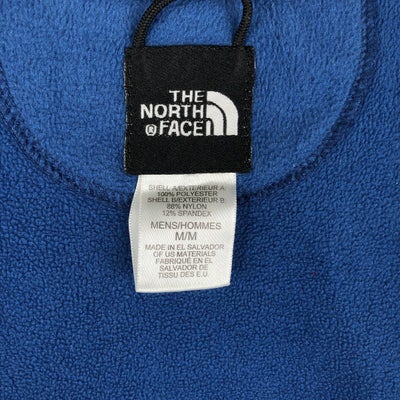 THE
NORTH
®FACE
SHELL A/EXTERIEUR A:
100% POLYESTER
SHELL B/EXTERIEUR B:
88% NYLON
12% SPANDEX
MENS/HOMMES
M/M
MADE IN EL SALVADOR
OF US MATERIALS
FABRIQUÉ EN EL
SALVADOR DE
TISSU DES E.U.